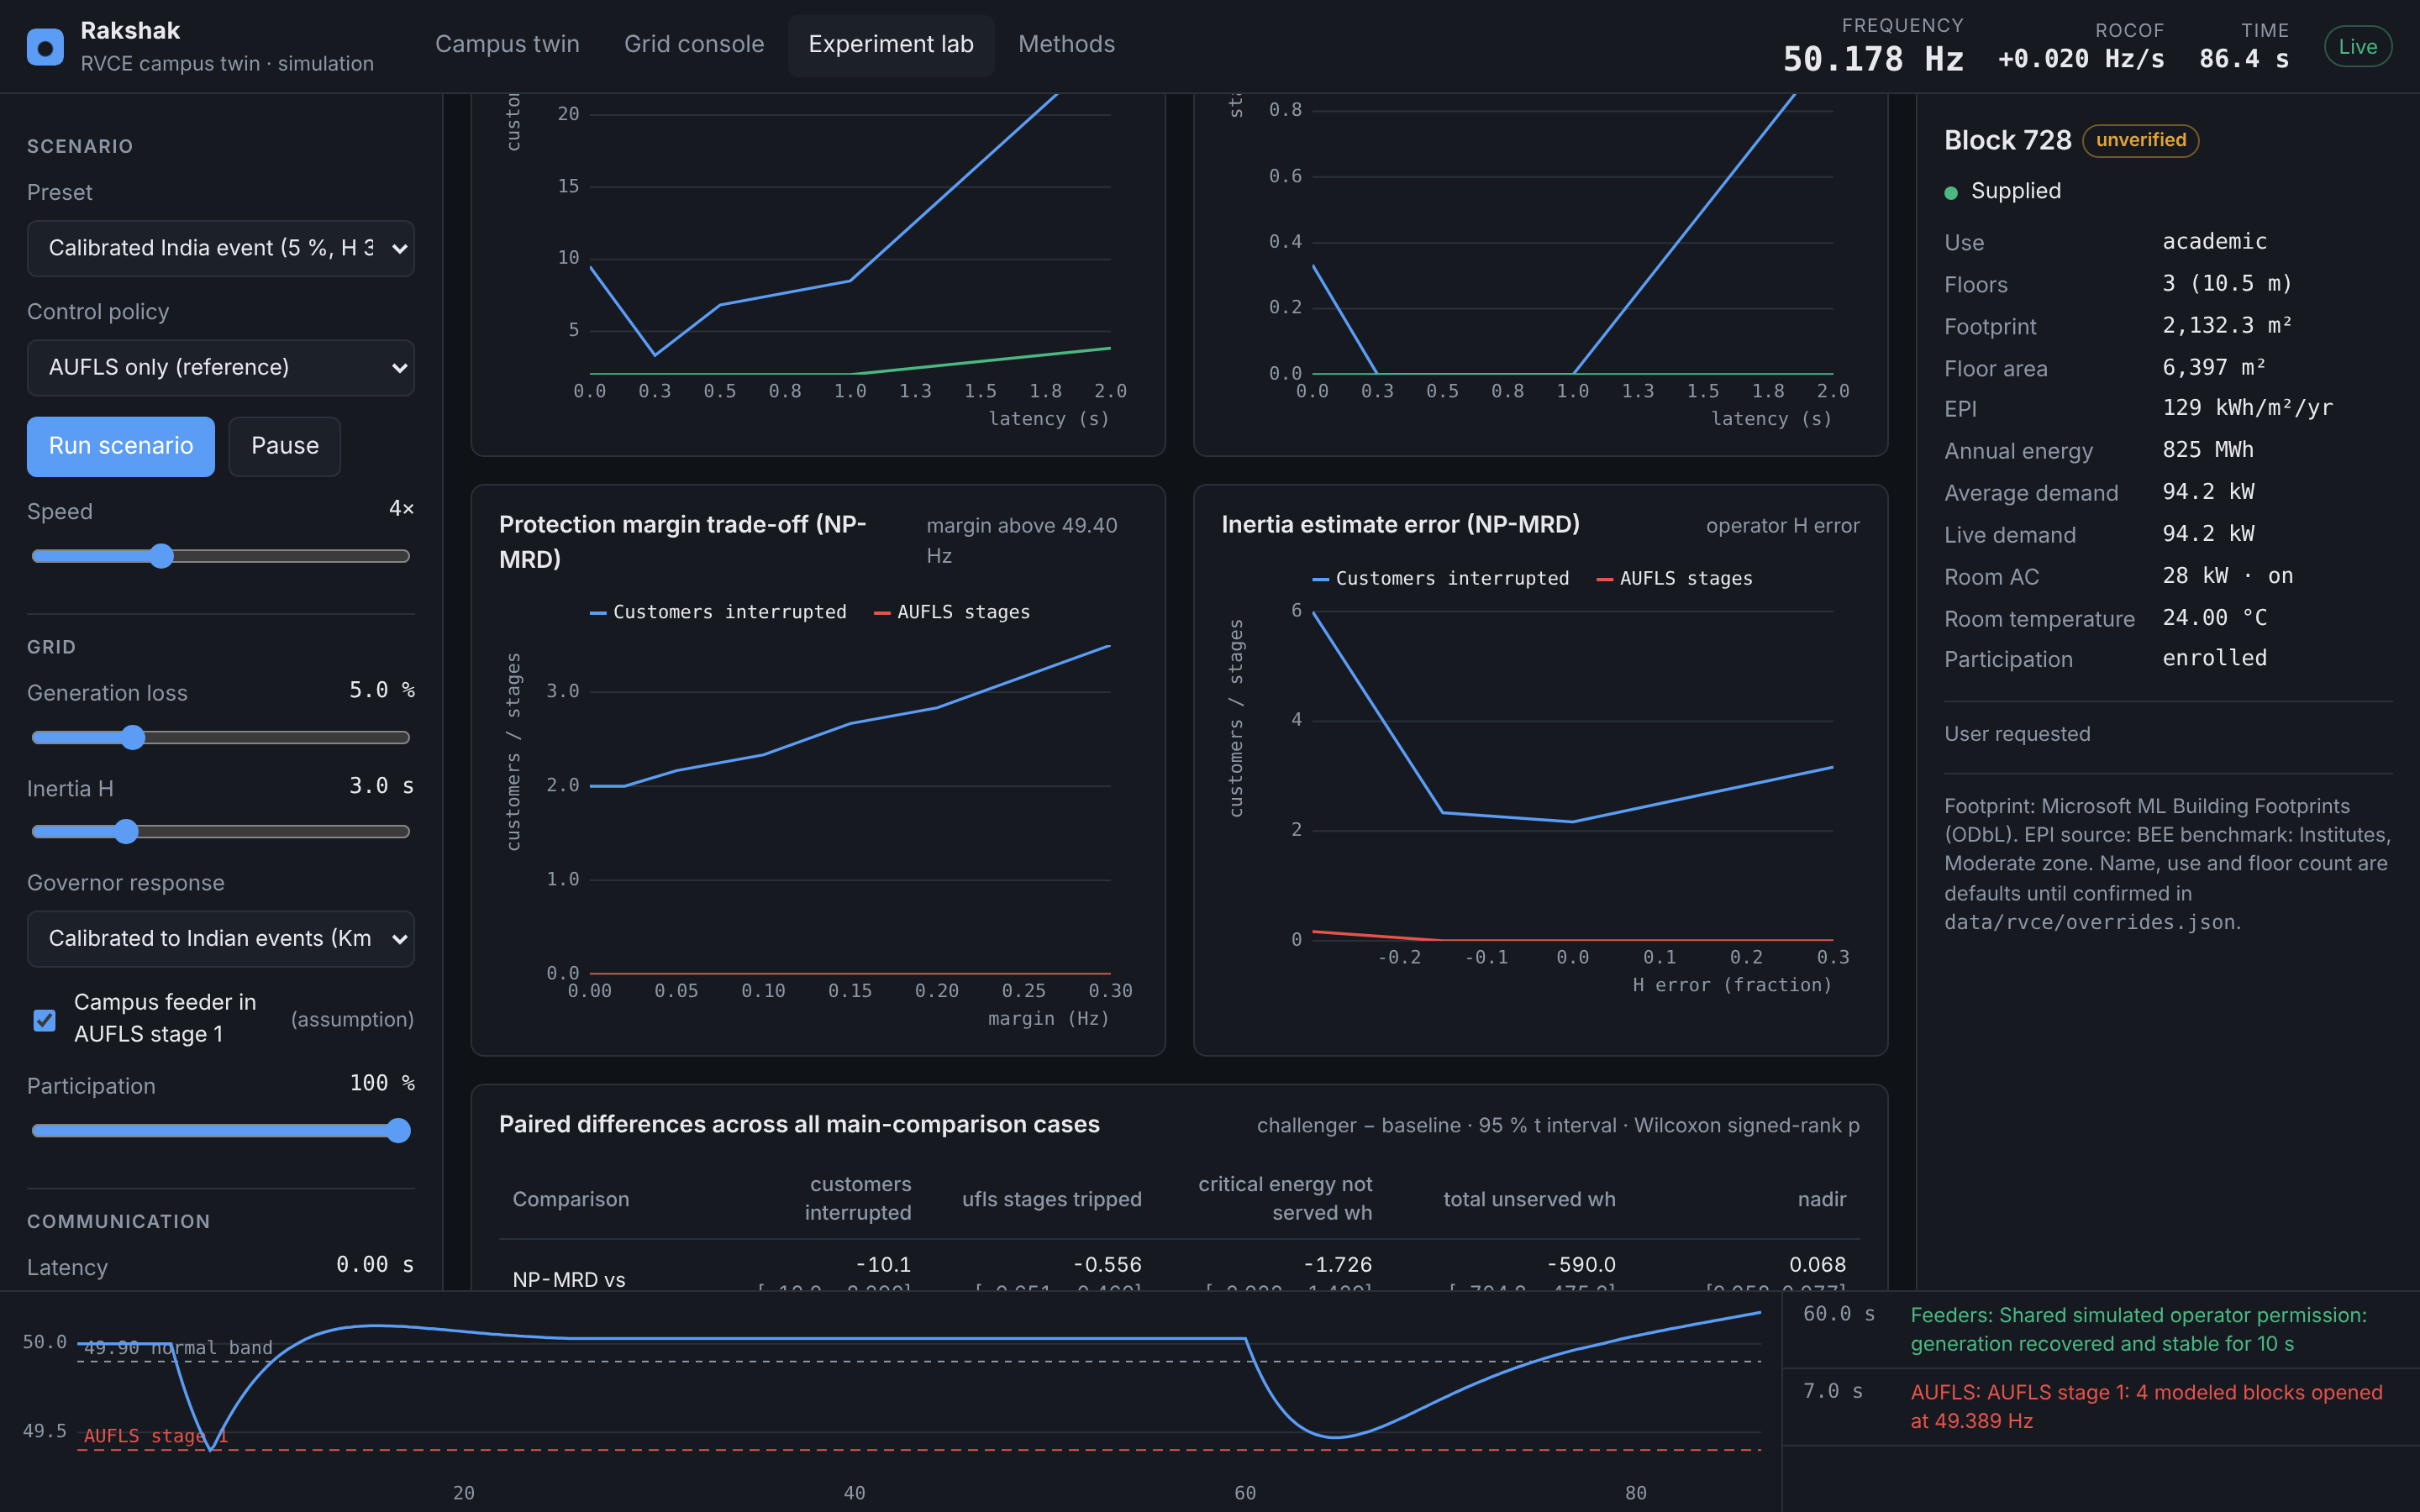 Rakshak
RVCE campus twin · simulation
Campus twin
Grid console
Experiment lab
Methods
FREQUENCY
50.178 Hz
ROCOF
+0.020 Hz/s
TIME
86.4 s
Live
SCENARIO
Preset
Calibrated India event (5 %, H 3
Control policy
AUFLS only (reference)
Run scenario
Pause
Speed
4×
GRID
Generation loss
5.0 %
Inertia H
3.0 s
Governor response
Calibrated to Indian events (Km
Campus feeder in
AUFLS stage 1
(assumption)
Participation
100 %
COMMUNICATION
Latency
0.00 s
20
15
10
5
0.0 0.3 0.5 0.8 1.0 1.3 1.5 1.8 2.0
latency (s)
0.8
0.6
0.4
0.2
0.0
0.0 0.3 0.5 0.8 1.0 1.3 1.5 1.8 2.0
latency (s)
Protection margin trade-off (NP-
MRD)
margin above 49.40
Hz
Customers interrupted
AUFLS stages
customers / stages
3.0
2.0
1.0
0.0
0.00 0.05 0.10 0.15 0.20 0.25 0.30
margin (Hz)
Inertia estimate error (NP-MRD)
operator H error
Customers interrupted
AUFLS stages
customers / stages
6
4
2
0
-0.2 -0.1 0.0 0.1 0.2 0.3
H error (fraction)
Paired differences across all main-comparison cases
challenger − baseline · 95 % t interval · Wilcoxon signed-rank p
Comparison
customers
interrupted
ufls stages tripped
critical energy not
served wh
total unserved wh
nadir
NP-MRD vs
-10.1
-0.556
-1.726
-590.0
0.068
Block 728
unverified
Supplied
Use academic
Floors 3 (10.5 m)
Footprint 2,132.3 m²
Floor area 6,397 m²
EPI 129 kWh/m²/yr
Annual energy 825 MWh
Average demand 94.2 kW
Live demand 94.2 kW
Room AC 28 kW · on
Room temperature 24.00 °C
Participation enrolled
User requested
Footprint: Microsoft ML Building Footprints
(ODbL). EPI source: BEE benchmark: Institutes,
Moderate zone. Name, use and floor count are
defaults until confirmed in
data/rvce/overrides.json.
50.0
49.90 normal band
49.5
AUFLS stage 1
20 40 60 80
60.0 s
Feeders: Shared simulated operator permission:
generation recovered and stable for 10 s
7.0 s
AUFLS: AUFLS stage 1: 4 modeled blocks opened
at 49.389 Hz